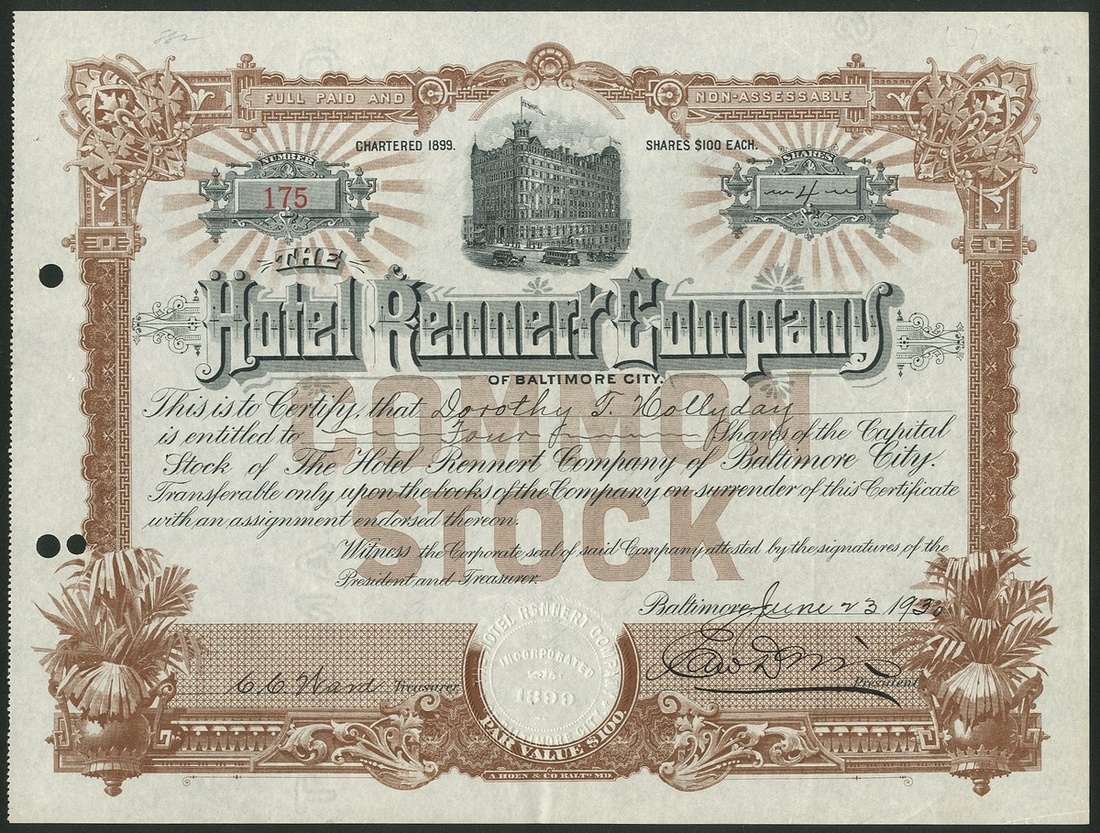 FULL PAID AND NON-ASSESSABLE
CHARTERED 1899. SHARES $100 EACH.
NUMBER SHARES
175 4
THE
Hotel Rennert Company
OF BALTIMORE CITY.
COMMON
STOCK
This is to Certify, that Dorothy T. Hollyday
is entitled to Four Shares of the Capital
Stock of The Hotel Rennert Company of Baltimore City.
Transferable only upon the books of the Company on surrender of this Certificate
with an assignment endorsed thereon.
Witness the Corporate seal of said Company attested by the signatures of the
President and Treasurer.
Baltimore, June 23 1930
C C Ward Treasurer. President
HOTEL RENNERT COMPANY
INCORPORATED
1899
PAR VALUE $100
A. HOEN & CO. BALTO. MD.